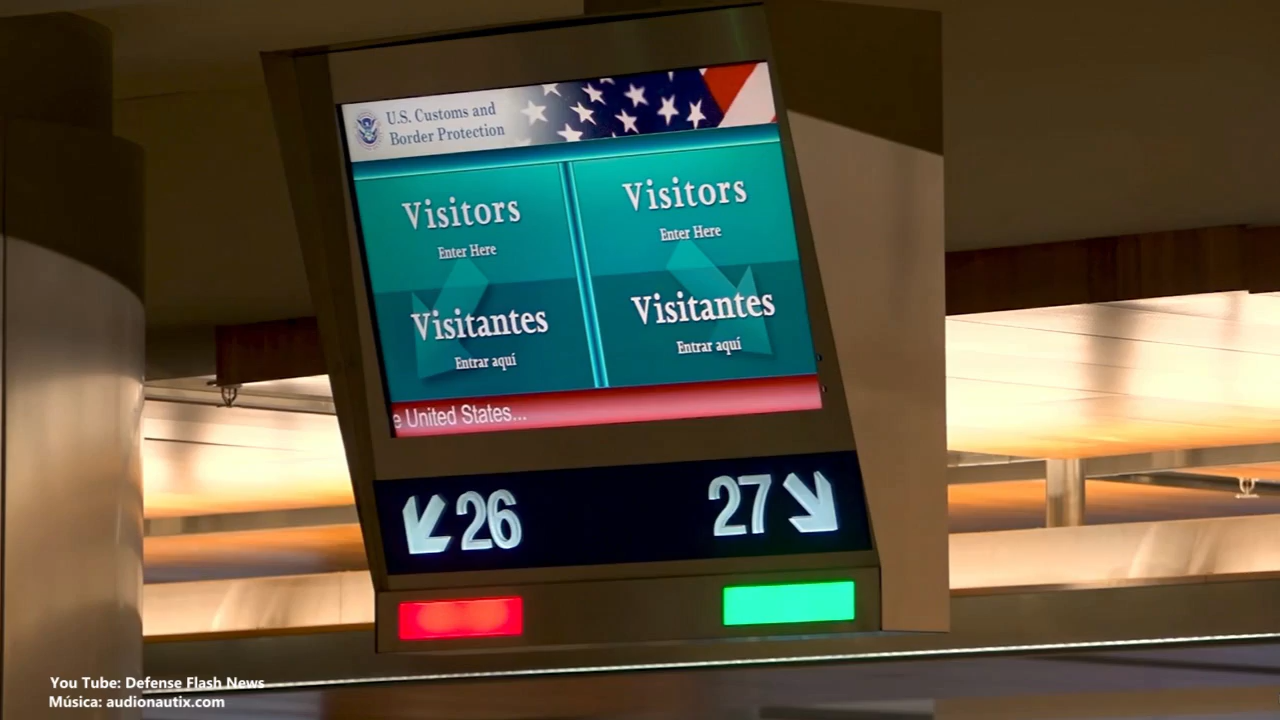 U.S. Customs and
Border Protection
Visitors
Enter Here
Visitantes
Entrar aquí
Visitors
Enter Here
Visitantes
Entrar aquí
e United States...
26
27
You Tube: Defense Flash News
Música: audionautix.com